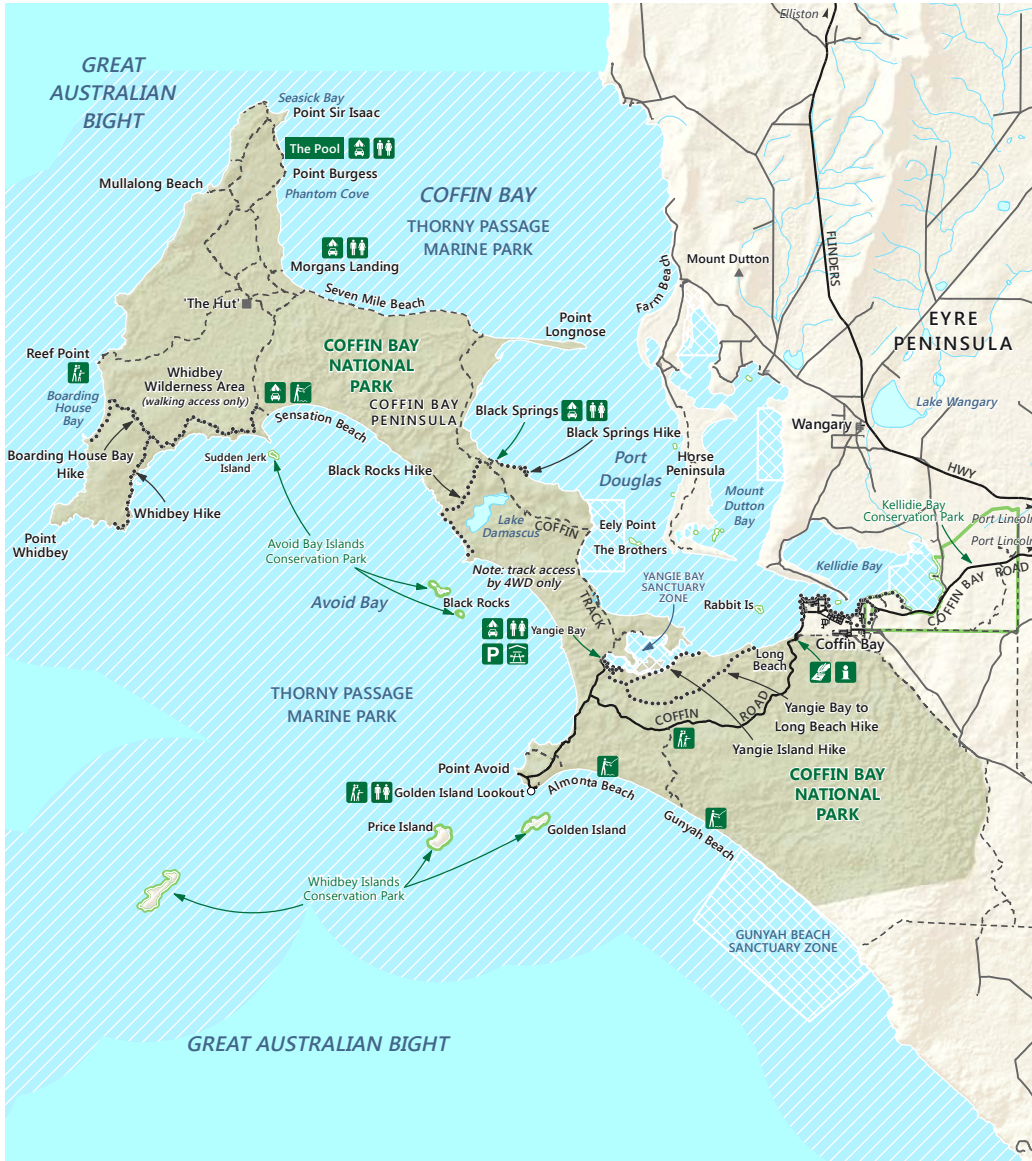 Elliston
GREAT
AUSTRALIAN
BIGHT
Seasick Bay
Point Sir Isaac
The Pool
Point Burgess
Mullalong Beach
Phantom Cove
COFFIN BAY
THORNY PASSAGE
MARINE PARK
FLINDERS
Morgans Landing
Mount Dutton
Seven Mile Beach
Farm Beach
'The Hut'
Point
Longnose
EYRE
PENINSULA
COFFIN BAY
NATIONAL
PARK
Reef Point
Whidbey
Wilderness Area
(walking access only)
Boarding
House
Bay
COFFIN BAY
PENINSULA
Lake Wangary
Sensation Beach
Black Springs
Wangary
Black Springs Hike
Boarding House Bay
Hike
Sudden Jerk
Island
Black Rocks Hike
Port
Douglas
Horse
Peninsula
HWY
Whidbey Hike
Mount
Dutton
Bay
Kellidie Bay
Conservation Park
Port Lincoln
Point
Whidbey
Lake
Damascus
COFFIN
Eely Point
The Brothers
Port Lincoln
Avoid Bay Islands
Conservation Park
Note: track access
by 4WD only
YANGIE BAY
SANCTUARY
ZONE
Kellidie Bay
COFFIN BAY ROAD
Avoid Bay
Black Rocks
TRACK
Rabbit Is
P
Yangie Bay
Coffin Bay
Long
Beach
i
THORNY PASSAGE
MARINE PARK
COFFIN
ROAD
Yangie Bay to
Long Beach Hike
Yangie Island Hike
Point Avoid
COFFIN BAY
NATIONAL
PARK
Golden Island Lookout
Almonta Beach
Price Island
Golden Island
Gunyah Beach
Whidbey Islands
Conservation Park
GUNYAH BEACH
SANCTUARY ZONE
GREAT AUSTRALIAN BIGHT